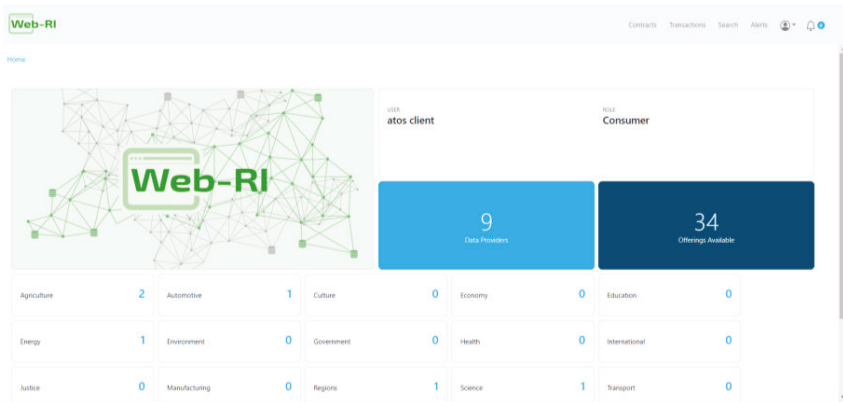 Web-RI
Contracts Transactions Search Alerts 0
Home
Web-RI
USER
atos client
ROLE
Consumer
9
Data Providers
34
Offerings Available
Agriculture 2 Automotive 1 Culture 0 Economy 0 Education 0
Energy 1 Environment 0 Government 0 Health 0 International 0
Justice 0 Manufacturing 0 Regions 1 Science 1 Transport 0